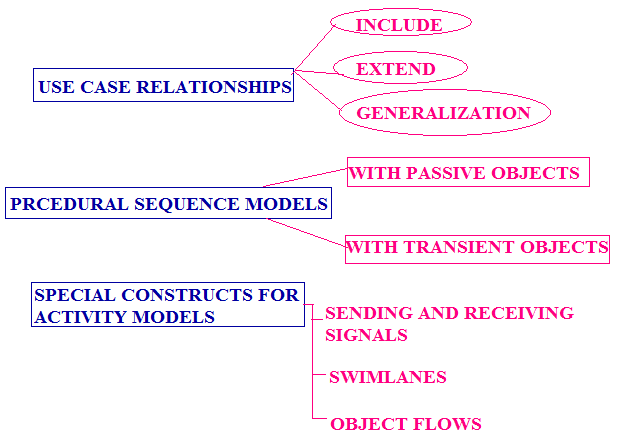 INCLUDE
EXTEND
USE CASE RELATIONSHIPS
GENERALIZATION
WITH PASSIVE OBJECTS
PRCEDURAL SEQUENCE MODELS
WITH TRANSIENT OBJECTS
SPECIAL CONSTRUCTS FOR
ACTIVITY MODELS
SENDING AND RECEIVING
SIGNALS
SWIMLANES
OBJECT FLOWS